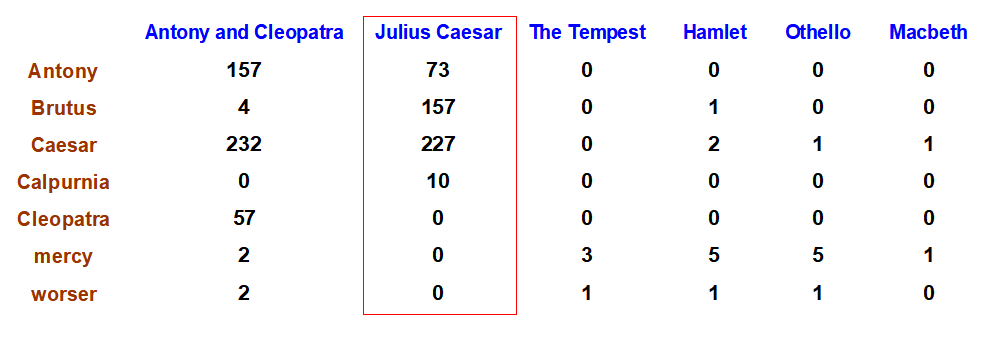 Antony and Cleopatra Julius Caesar The Tempest Hamlet Othello Macbeth
Antony 157 73 0 0 0 0
Brutus 4 157 0 1 0 0
Caesar 232 227 0 2 1 1
Calpurnia 0 10 0 0 0 0
Cleopatra 57 0 0 0 0 0
mercy 2 0 3 5 5 1
worser 2 0 1 1 1 0